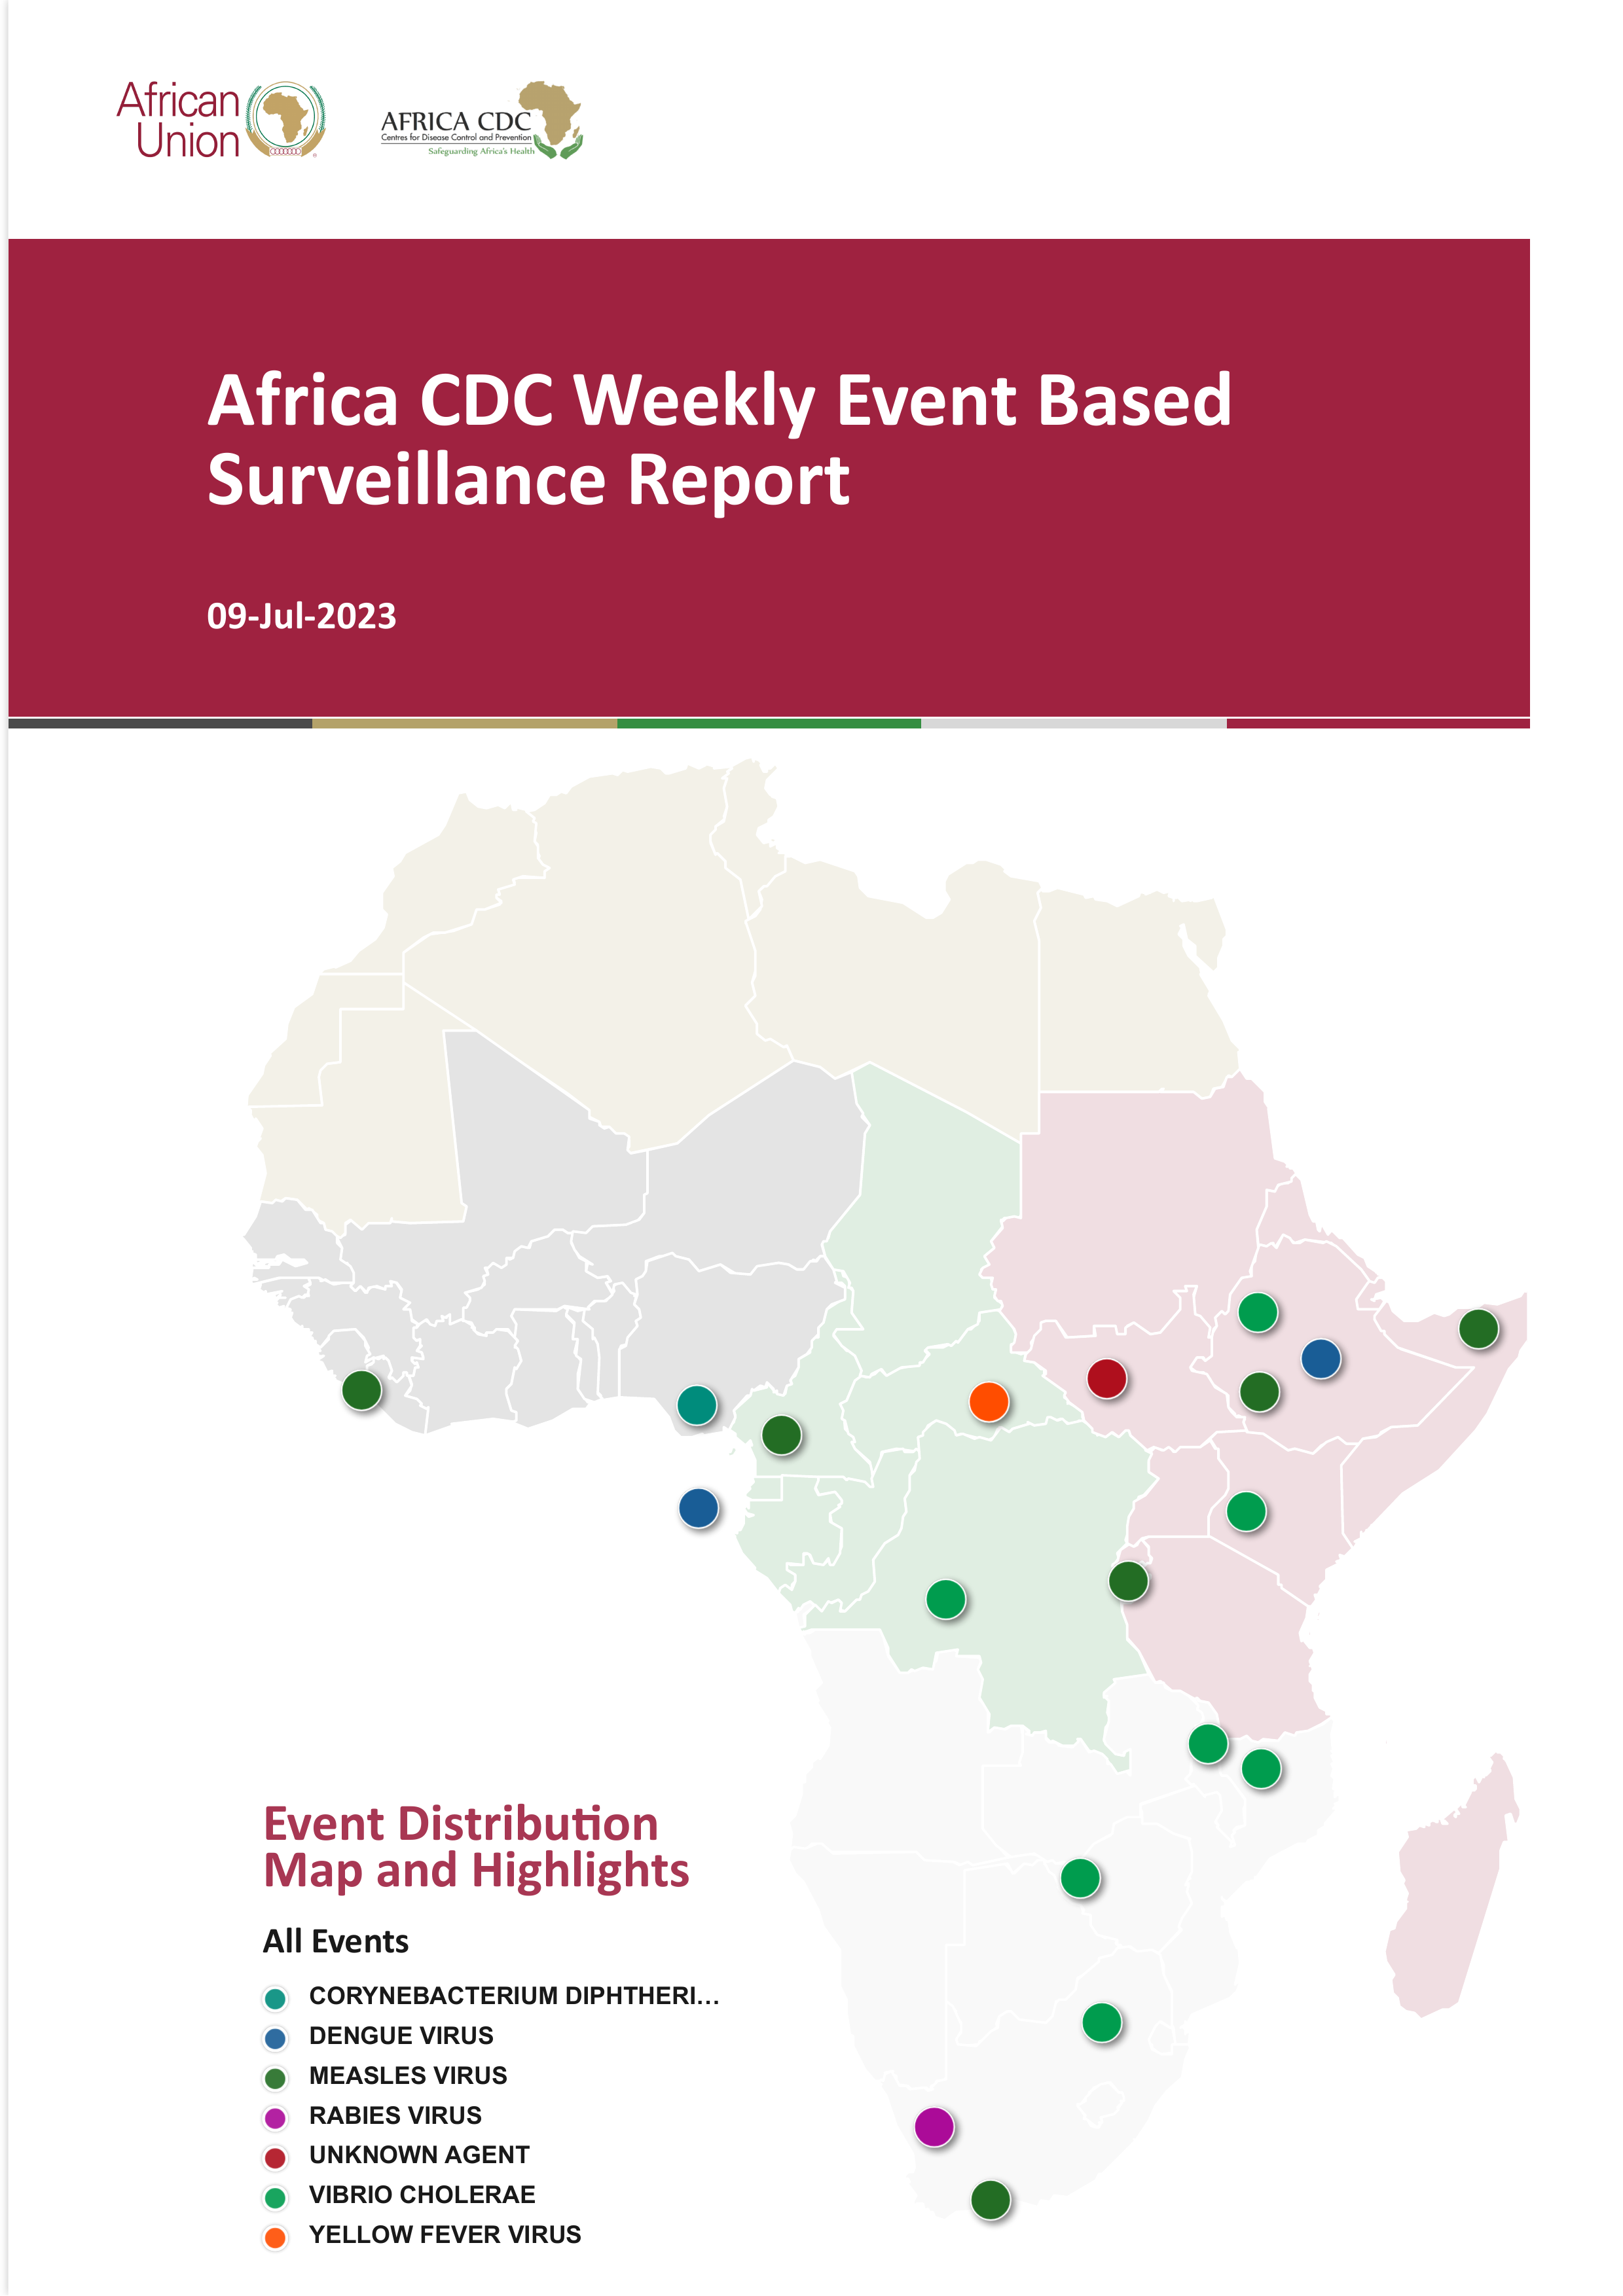 African
Union
AFRICA CDC
Centres for Disease Control and Prevention
Safeguarding Africa's Health
Africa CDC Weekly Event Based
Surveillance Report
09-Jul-2023
Event Distribution
Map and Highlights
All Events
CORYNEBACTERIUM DIPHTHERI...
DENGUE VIRUS
MEASLES VIRUS
RABIES VIRUS
UNKNOWN AGENT
VIBRIO CHOLERAE
YELLOW FEVER VIRUS